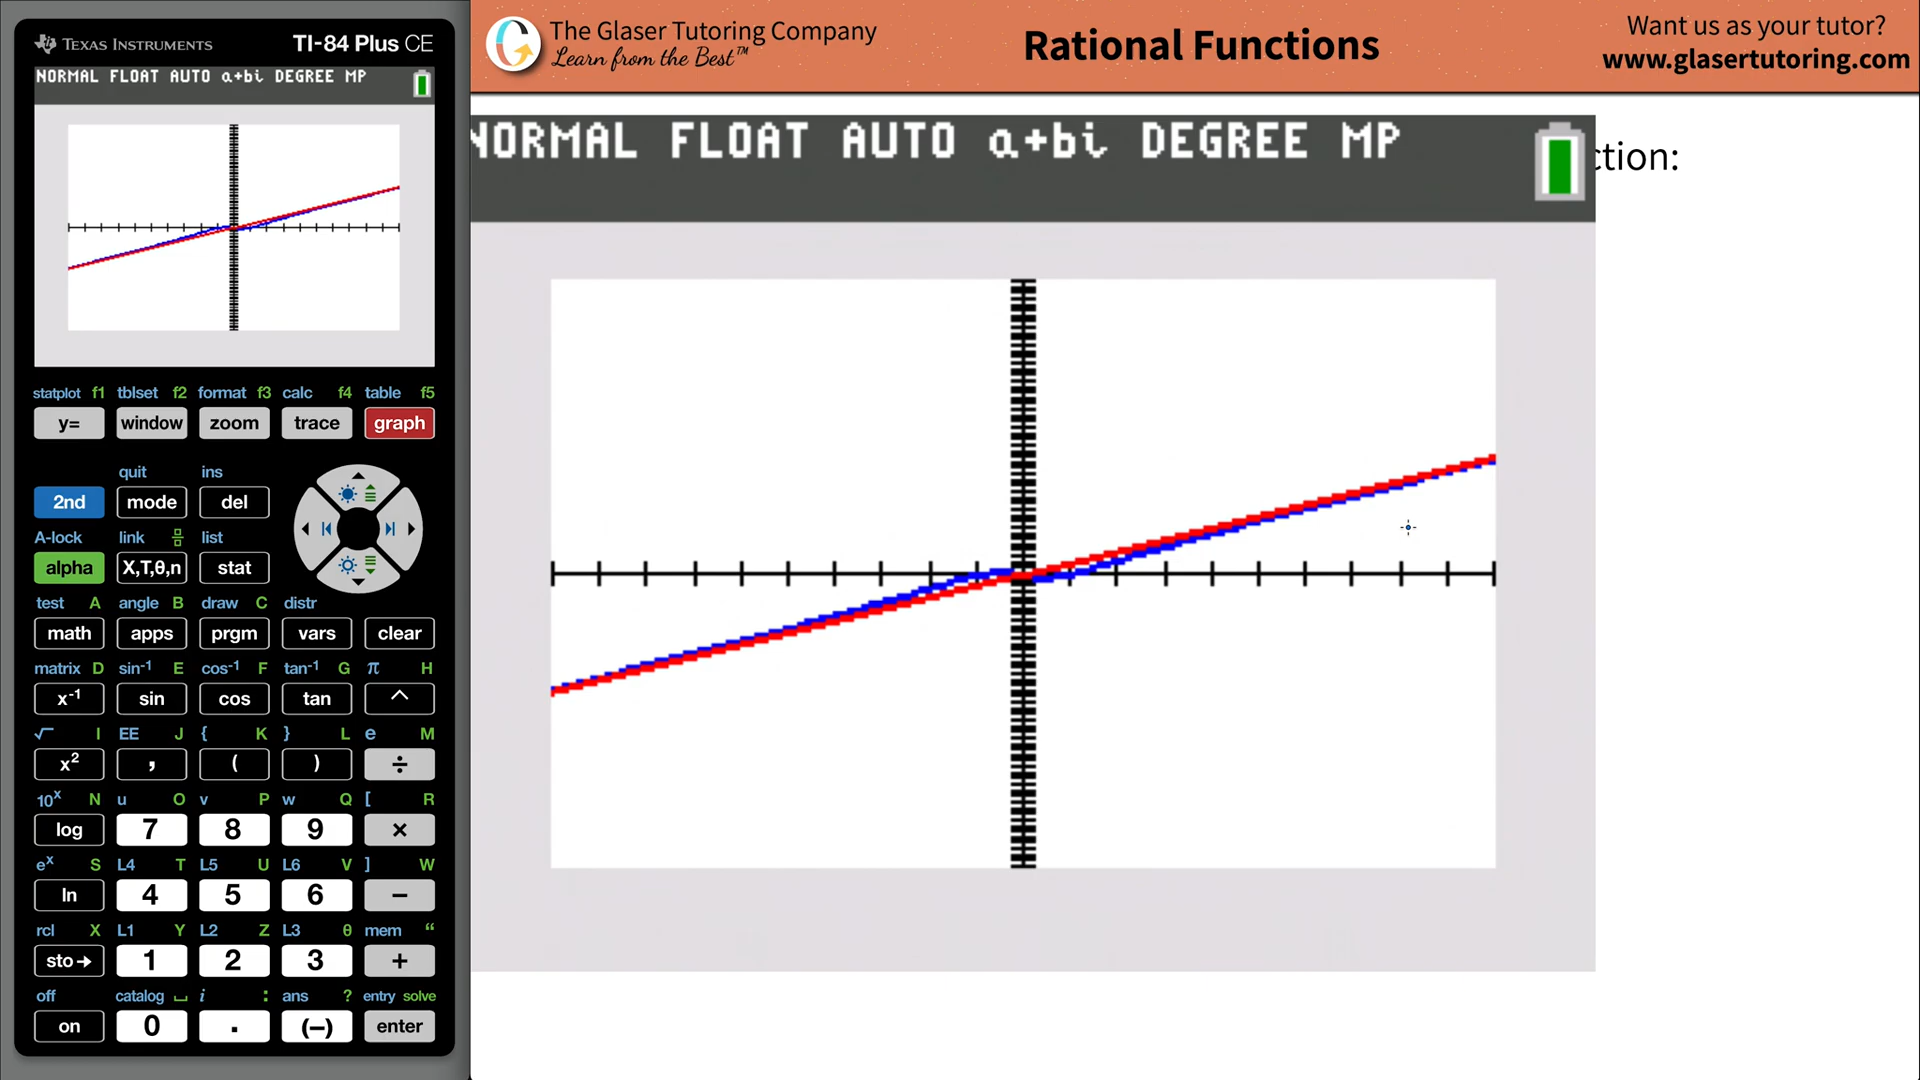 TEXAS INSTRUMENTS TI-84 Plus CE
NORMAL FLOAT AUTO a+bi DEGREE MP
statplot f1 tblset f2 format f3 calc f4 table f5
y= window zoom trace graph
quit ins
2nd mode del
A-lock link list
alpha X,T,θ,n stat
test A angle B draw C distr
math apps prgm vars clear
matrix D sin-1 E cos-1 F tan-1 G π H
x-1 sin cos tan ^
√ I EE J { K } L e M
x2 , ( ) ÷
10x N u O v P w Q [ R
log 7 8 9 ×
ex S L4 T L5 U L6 V ] W
ln 4 5 6 −
rcl X L1 Y L2 Z L3 θ mem “
sto→ 1 2 3 +
off catalog ⎵ i : ans ? entry solve
on 0 . (−) enter
The Glaser Tutoring Company
Learn from the Best™
Rational Functions
Want us as your tutor?
www.glasertutoring.com
NORMAL FLOAT AUTO a+bi DEGREE MP
ction: